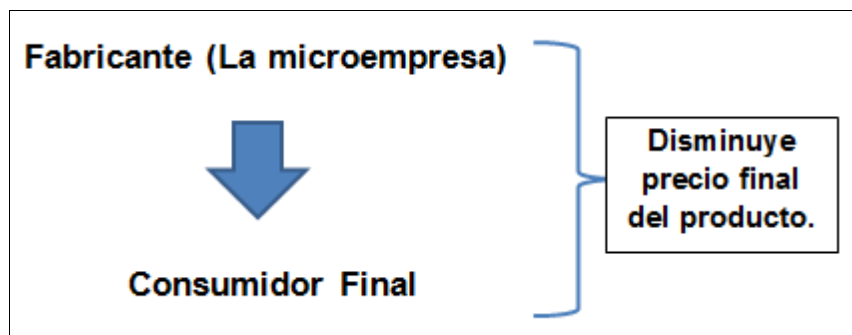 Fabricante (La microempresa)
Disminuye
precio final
del producto.
Consumidor Final